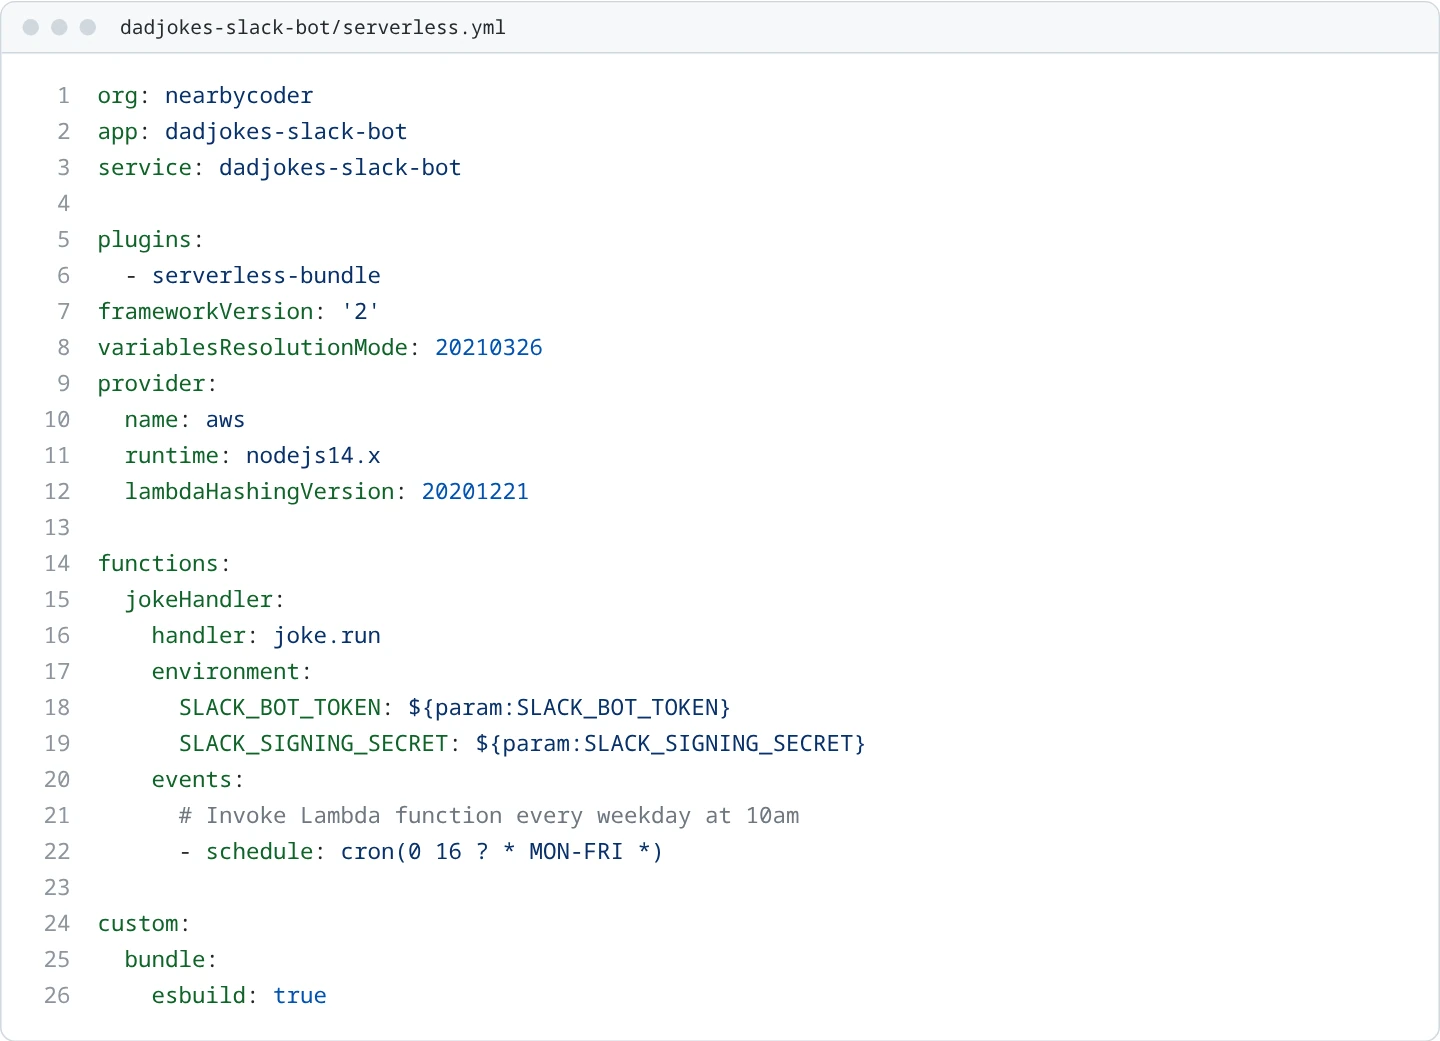 dadjokes-slack-bot/serverless.yml
1 org: nearbycoder
2 app: dadjokes-slack-bot
3 service: dadjokes-slack-bot
4
5 plugins:
6   - serverless-bundle
7 frameworkVersion: '2'
8 variablesResolutionMode: 20210326
9 provider:
10   name: aws
11   runtime: nodejs14.x
12   lambdaHashingVersion: 20201221
13
14 functions:
15   jokeHandler:
16     handler: joke.run
17     environment:
18       SLACK_BOT_TOKEN: ${param:SLACK_BOT_TOKEN}
19       SLACK_SIGNING_SECRET: ${param:SLACK_SIGNING_SECRET}
20     events:
21       # Invoke Lambda function every weekday at 10am
22       - schedule: cron(0 16 ? * MON-FRI *)
23
24 custom:
25   bundle:
26     esbuild: true